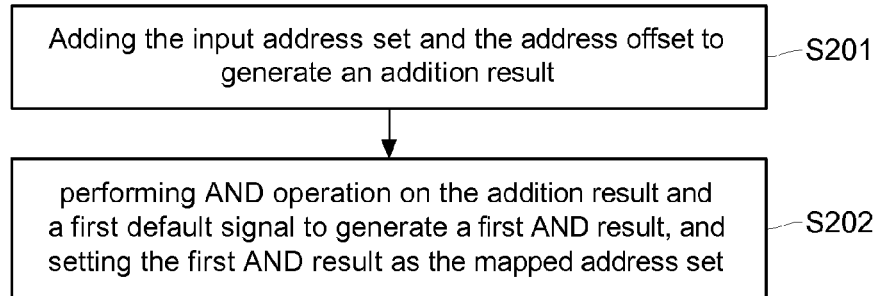 Adding the input address set and the address offset to
generate an addition result
S201
performing AND operation on the addition result and
a first default signal to generate a first AND result, and
setting the first AND result as the mapped address set
S202